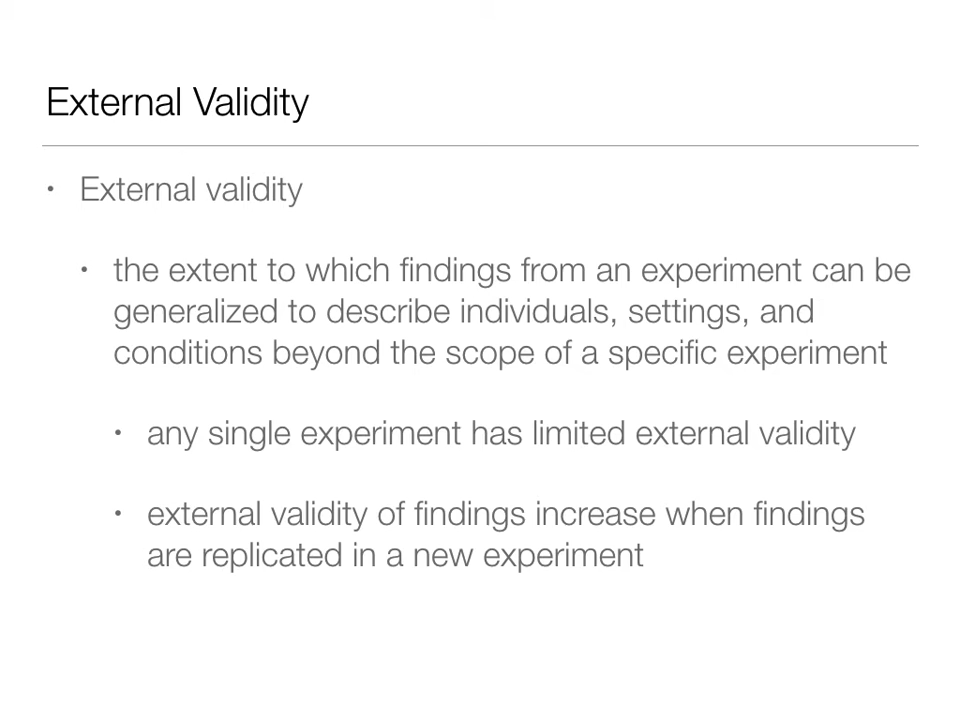 External Validity
• External validity
• the extent to which findings from an experiment can be
generalized to describe individuals, settings, and
conditions beyond the scope of a specific experiment
• any single experiment has limited external validity
• external validity of findings increase when findings
are replicated in a new experiment